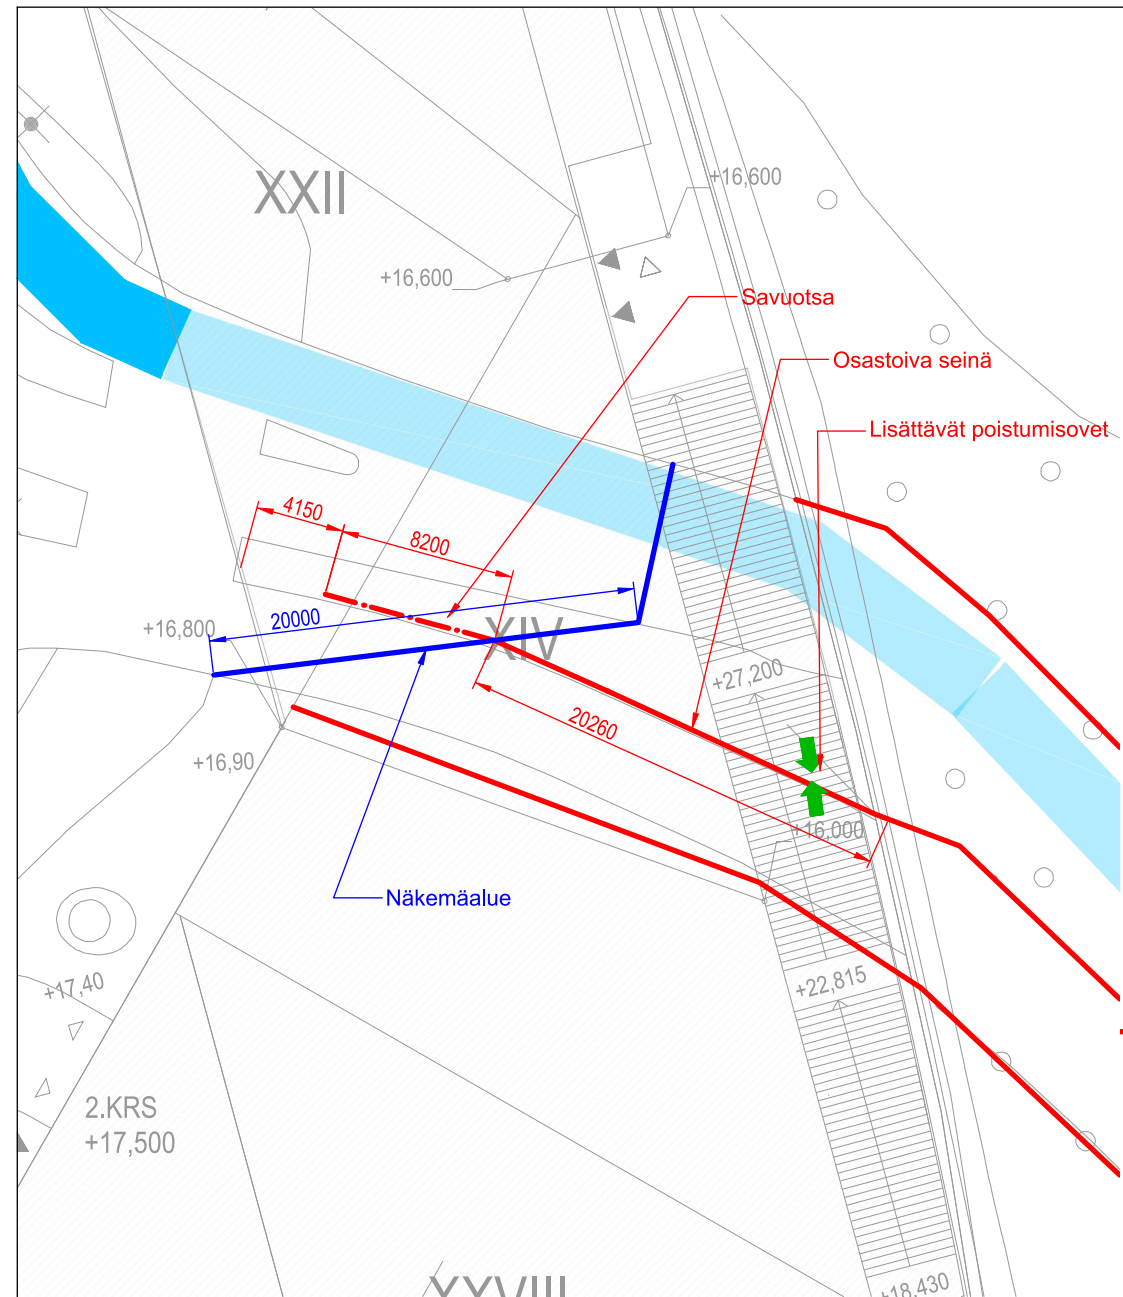 XXII
+16,600
+16,600
Savuotsa
Osastoiva seinä
Lisättävät poistumisovet
4150
8200
20000
XIV
+16,800
+27,200
20260
+16,90
+16,000
Näkemäalue
+17,40
+22,815
2.KRS
+17,500
XXVIII
+18,430